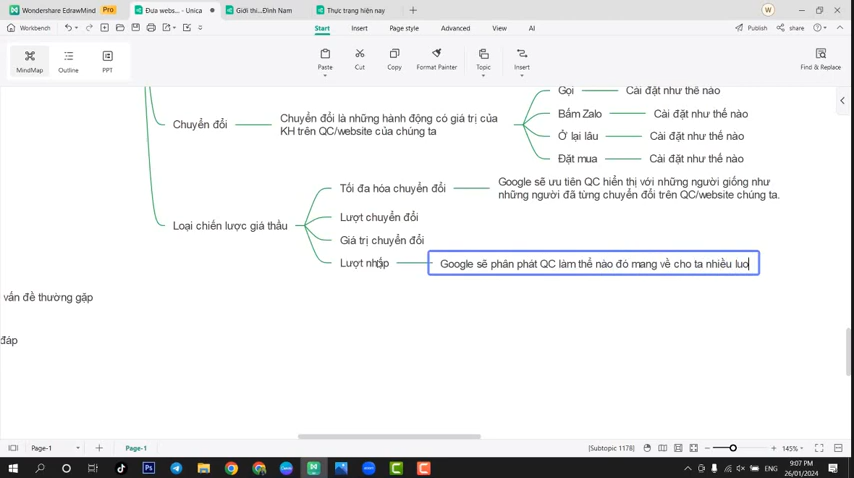 Wondershare EdrawMind Pro
Đưa webs... - Unica
Giới thi...Đình Nam
Thực trạng hiện nay
W
Workbench
Start Insert Page style Advanced View AI
Publish share
MindMap Outline PPT
Paste Cut Copy Format Painter Topic Insert
Find & Replace
Gọi Cài đặt như thế nào
Bấm Zalo Cài đặt như thế nào
Ở lại lâu Cài đặt như thế nào
Đặt mua Cài đặt như thế nào
Chuyển đổi
Chuyển đổi là những hành động có giá trị của
KH trên QC/website của chúng ta
Loại chiến lược giá thầu
Tối đa hóa chuyển đổi
Google sẽ ưu tiên QC hiển thị với những người giống như
những người đã từng chuyển đổi trên QC/website chúng ta.
Lượt chuyển đổi
Giá trị chuyển đổi
Lượt nhấp
Google sẽ phân phát QC làm thế nào đó mang về cho ta nhiều luo
vấn đề thường gặp
đáp
Page-1
Page-1
[Subtopic 1178]
145%
ENG
9:07 PM
26/01/2024